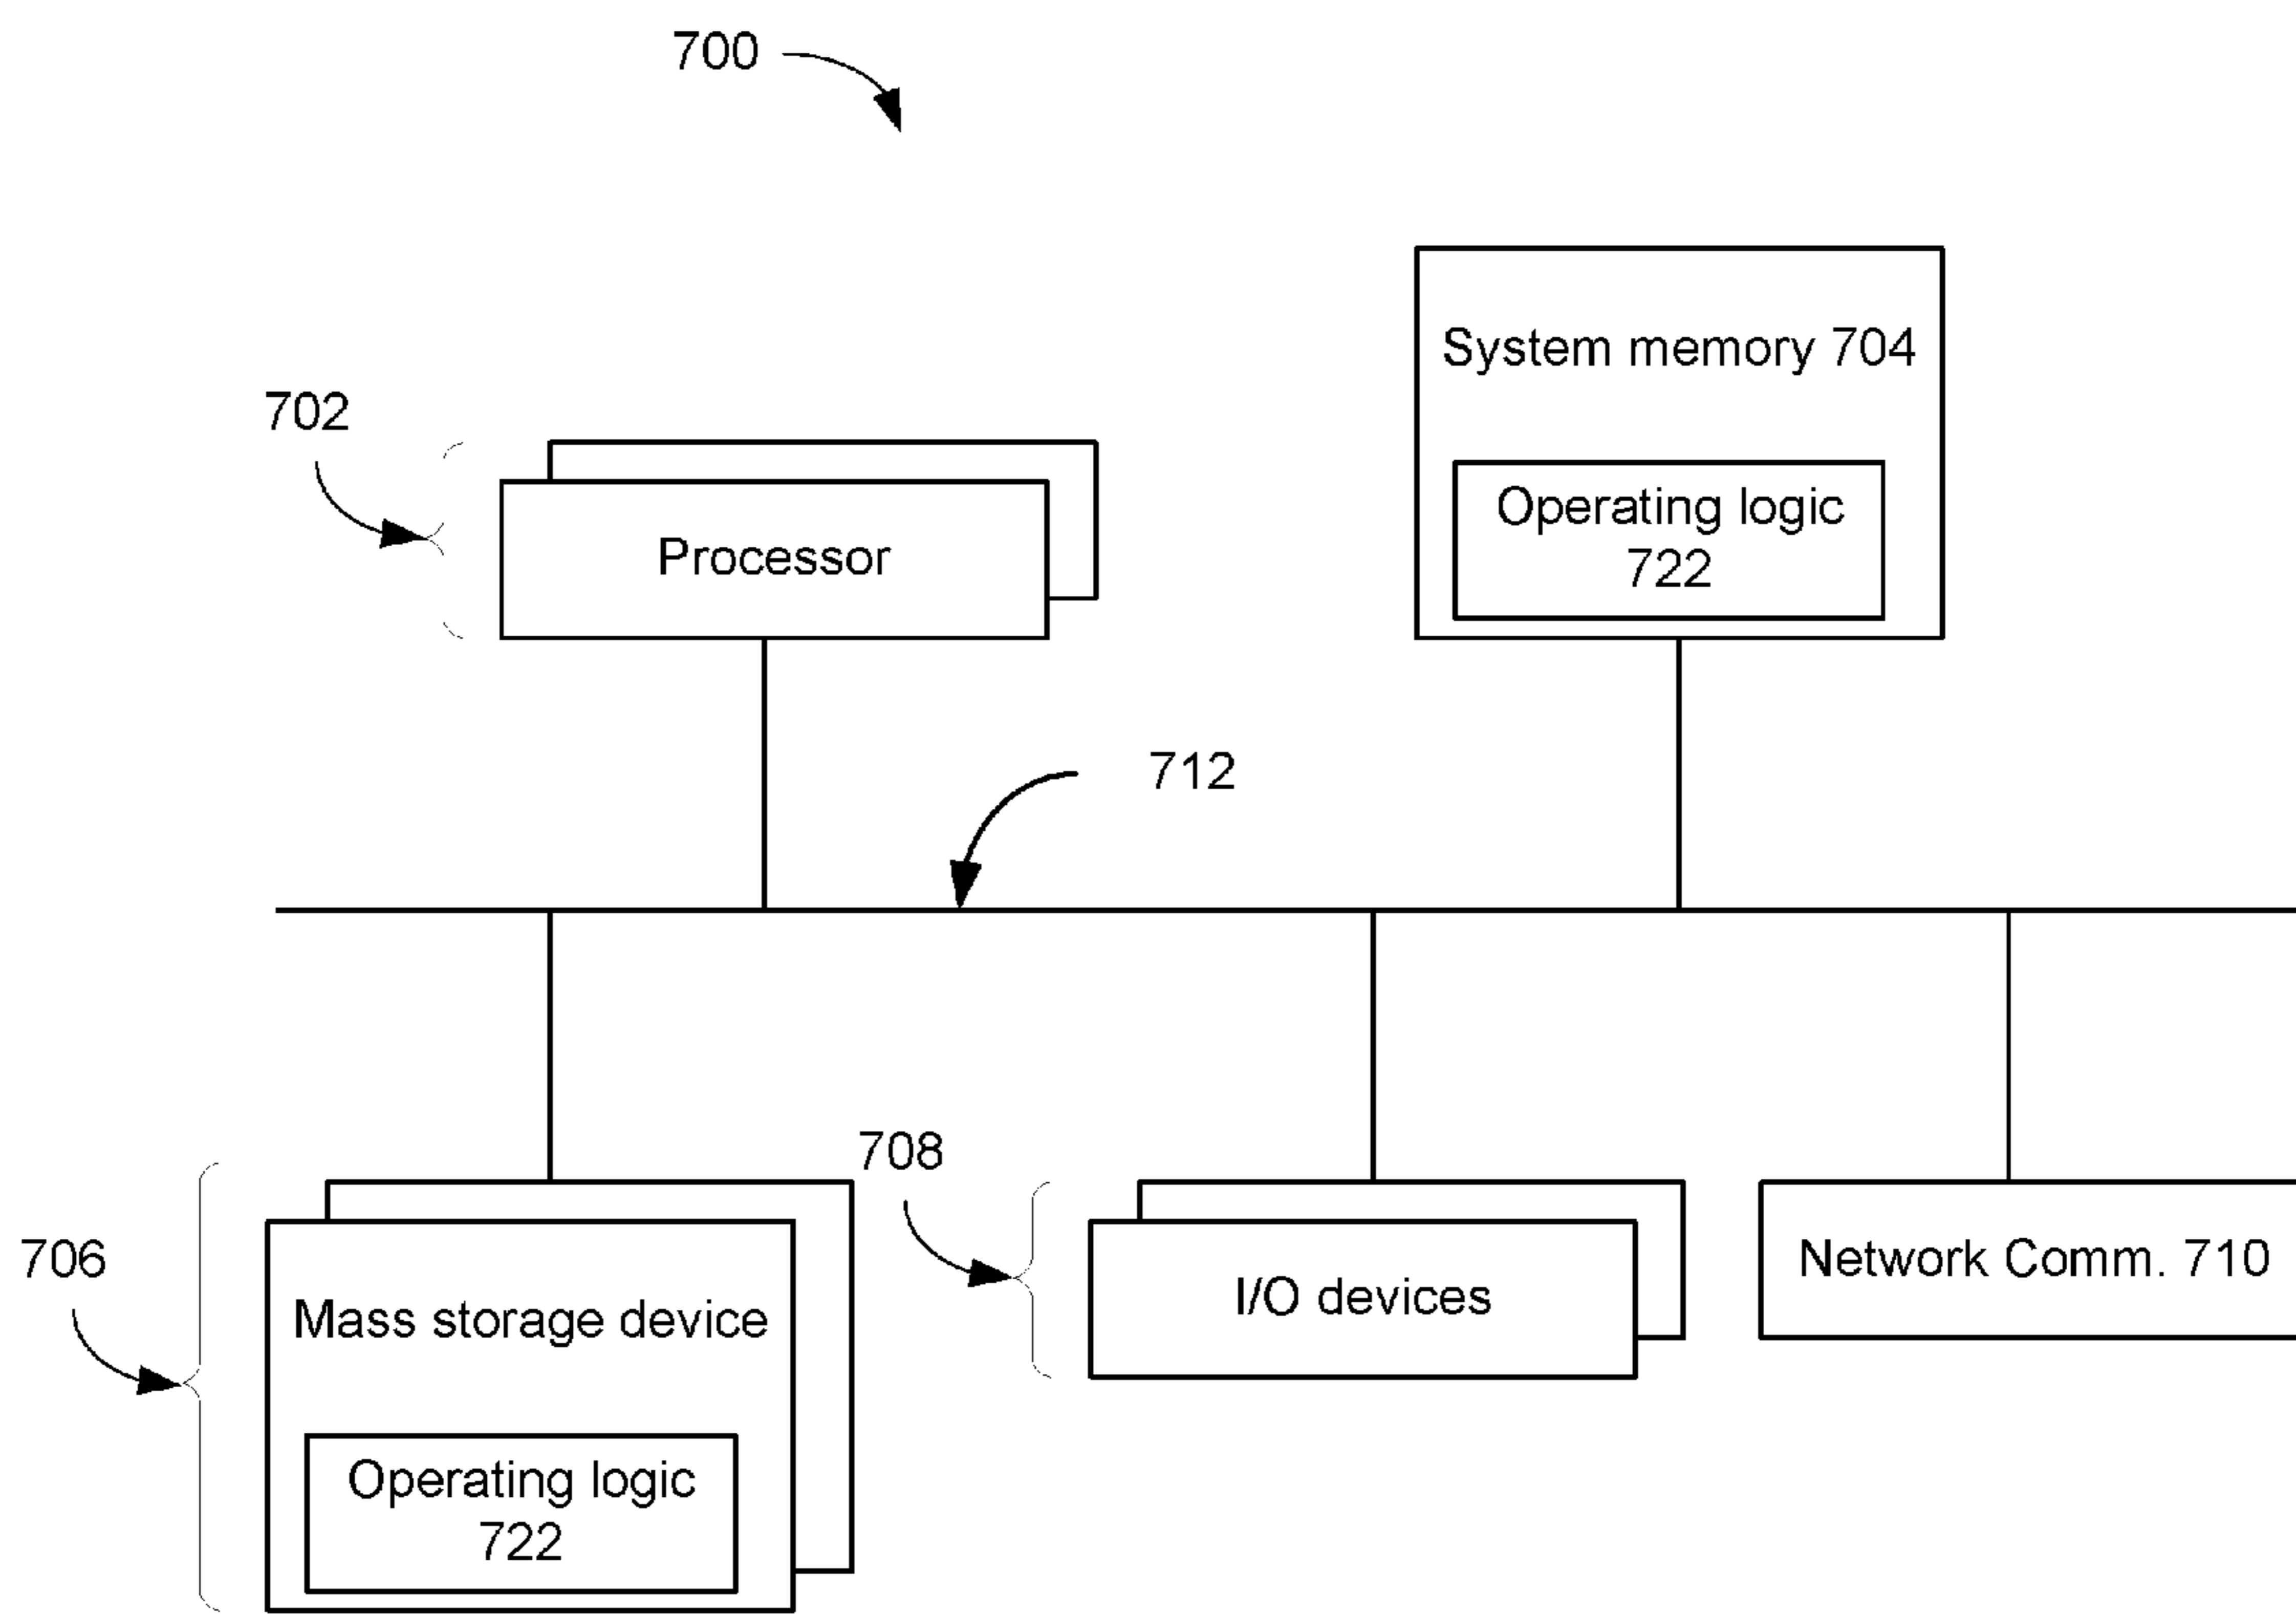 700
System memory 704
702
Operating logic
722
Processor
712
708
706
Network Comm. 710
I/O devices
Mass storage device
Operating logic
722